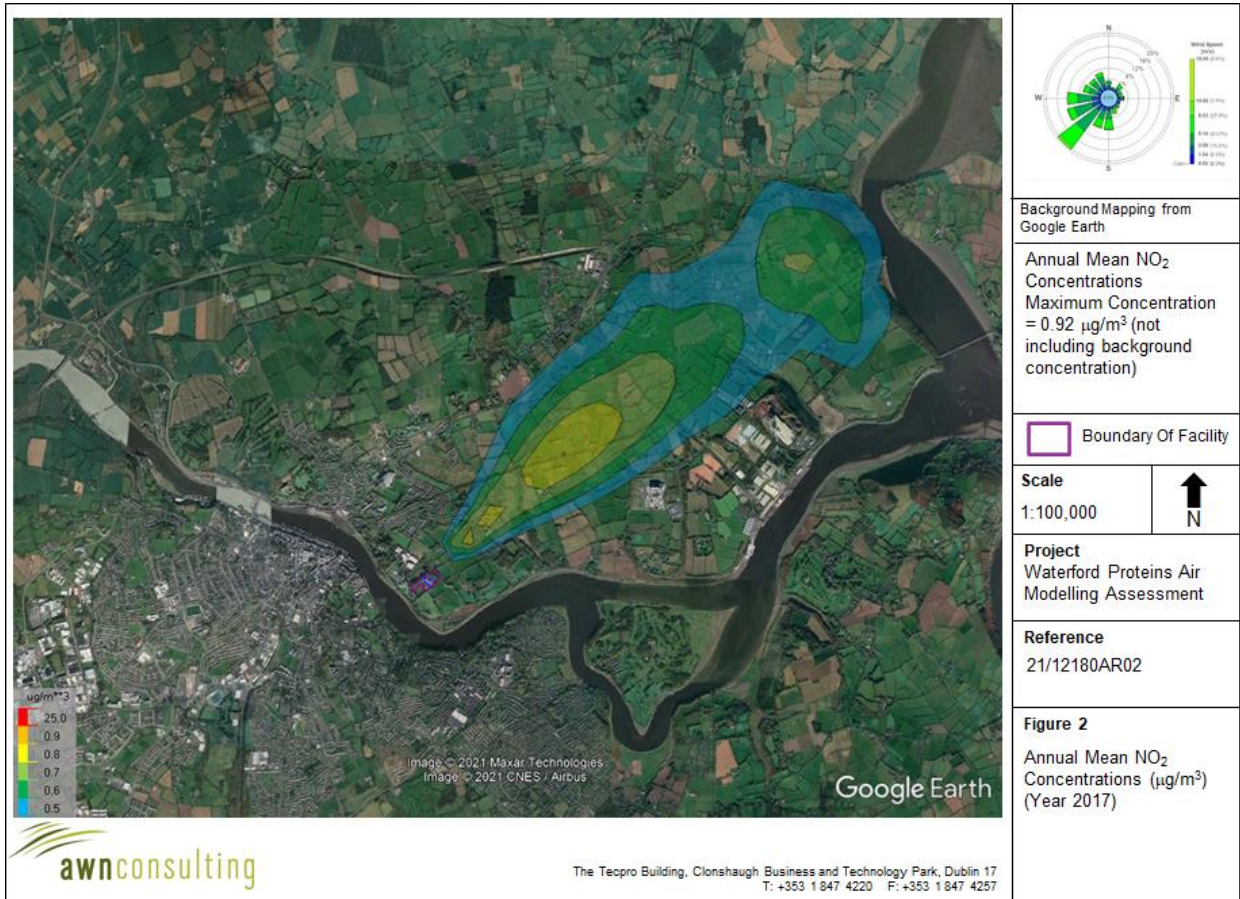 N
20%
16%
12%
8%
W
E
S
Wind Speed
(m/s)
Background Mapping from
Google Earth
Annual Mean NO₂
Concentrations
Maximum Concentration
= 0.92 μg/m³ (not
including background
concentration)
Boundary Of Facility
Scale
1:100,000
N
Project
Waterford Proteins Air
Modelling Assessment
Reference
21/12180AR02
Figure 2
Annual Mean NO₂
Concentrations (μg/m³)
(Year 2017)
ug/m**3
25.0
0.9
0.8
0.7
0.6
0.5
Image © 2021 Maxar Technologies
Image © 2021 CNES / Airbus
Google Earth
awnconsulting
The Tecpro Building, Clonshaugh Business and Technology Park, Dublin 17
T: +353 1 847 4220 F: +353 1 847 4257